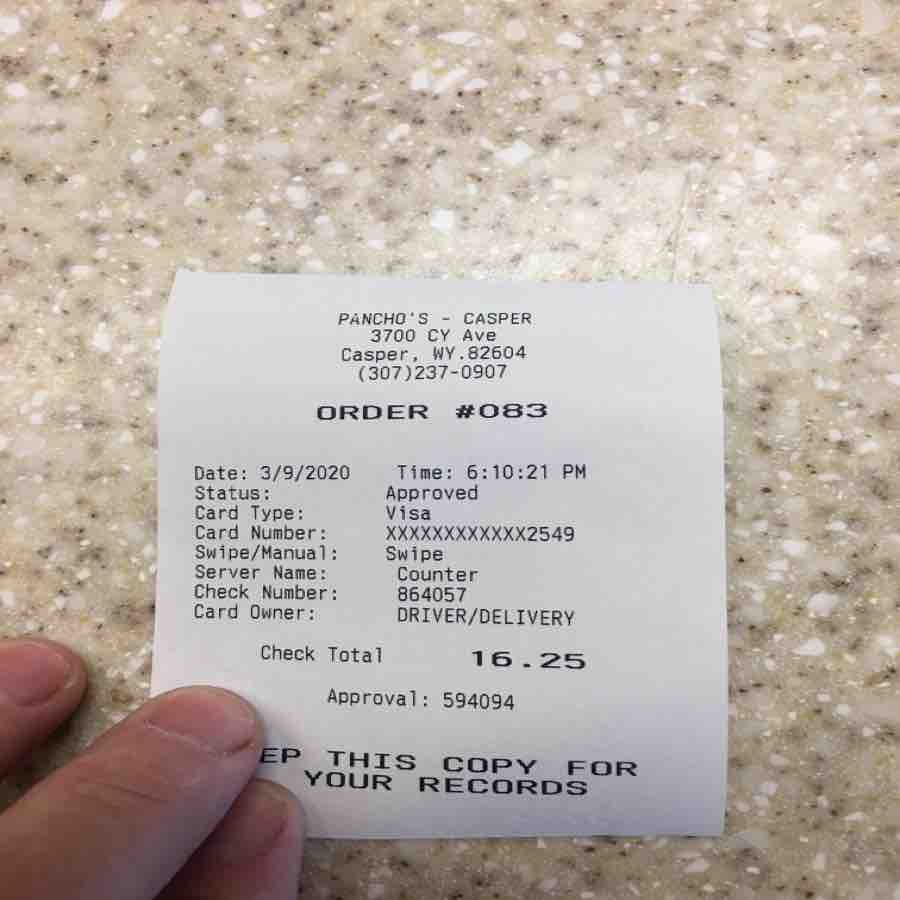 PANCHO'S - CASPER
3700 CY Ave
Casper, WY.82604
(307)237-0907
ORDER #083
Date: 3/9/2020 Time: 6:10:21 PM
Status: Approved
Card Type: Visa
Card Number: XXXXXXXXXXXX2549
Swipe/Manual: Swipe
Server Name: Counter
Check Number: 864057
Card Owner: DRIVER/DELIVERY
Check Total 16.25
Approval: 594094
EP THIS COPY FOR
YOUR RECORDS